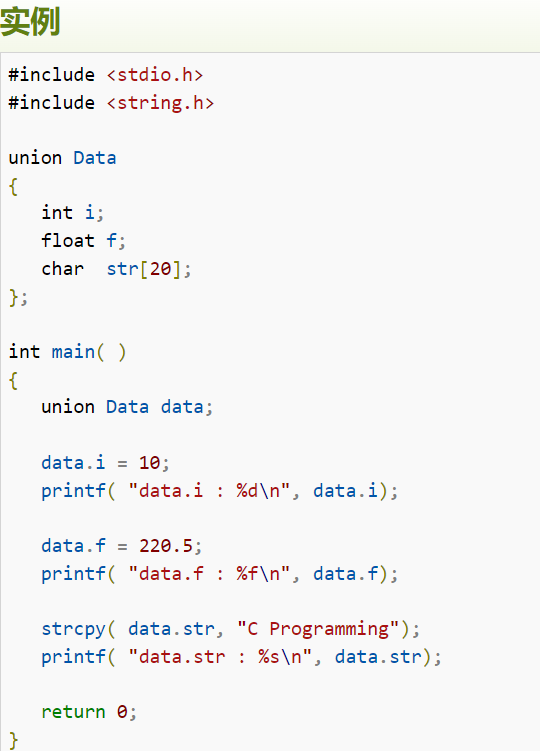 实例
#include <stdio.h>
#include <string.h>
union Data
{
   int i;
   float f;
   char  str[20];
};
int main( )
{
   union Data data;
   data.i = 10;
   printf( "data.i : %d\n", data.i);
   data.f = 220.5;
   printf( "data.f : %f\n", data.f);
   strcpy( data.str, "C Programming");
   printf( "data.str : %s\n", data.str);
   return 0;
}